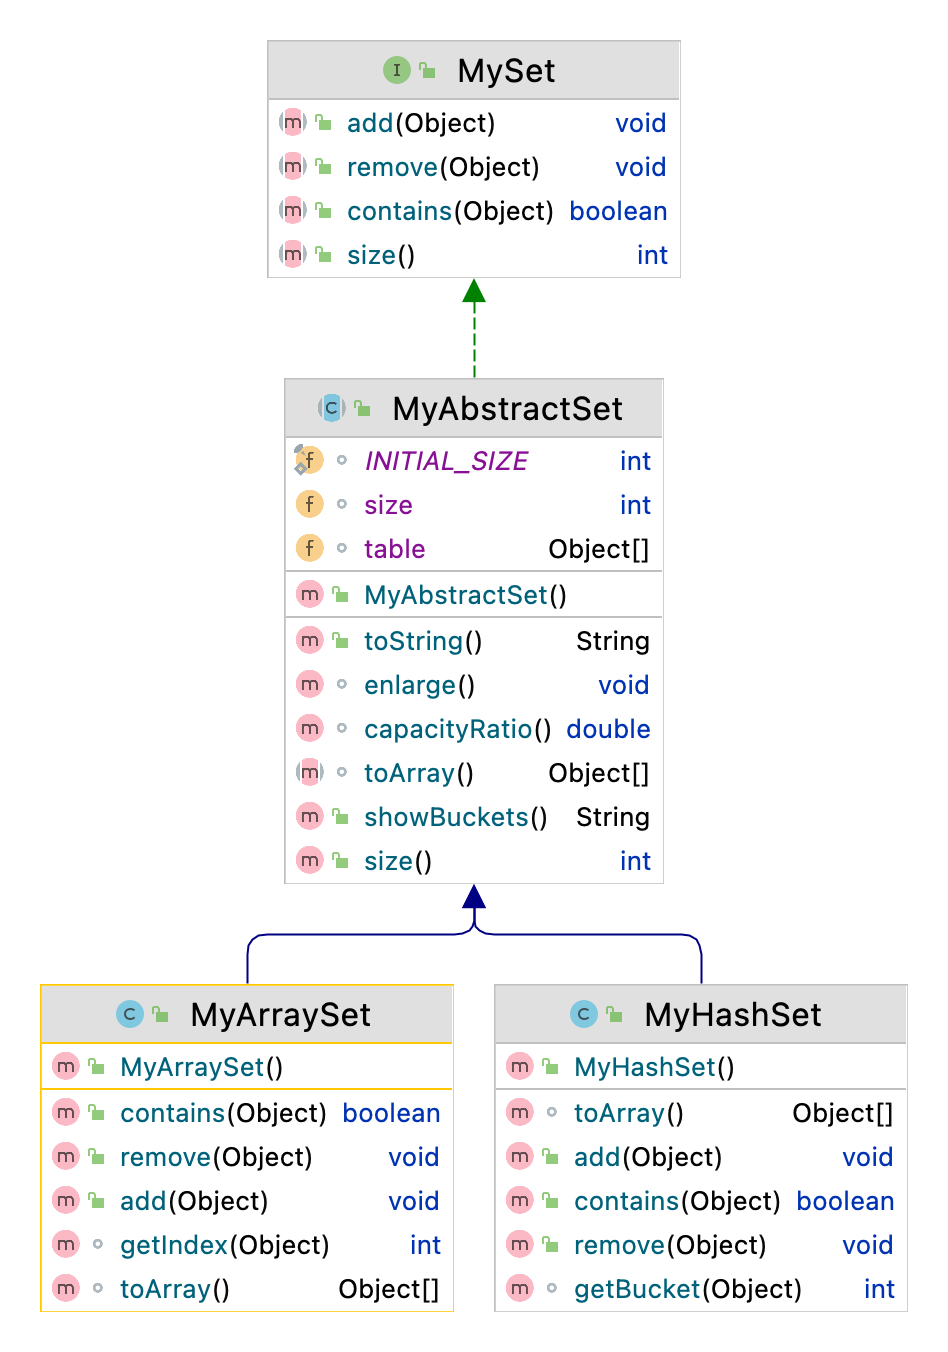 I MySet
m add(Object) void
m remove(Object) void
m contains(Object) boolean
m size() int
C MyAbstractSet
f INITIAL_SIZE int
f size int
f table Object[]
m MyAbstractSet()
m toString() String
m enlarge() void
m capacityRatio() double
m toArray() Object[]
m showBuckets() String
m size() int
C MyArraySet
m MyArraySet()
m contains(Object) boolean
m remove(Object) void
m add(Object) void
m getIndex(Object) int
m toArray() Object[]
C MyHashSet
m MyHashSet()
m toArray() Object[]
m add(Object) void
m contains(Object) boolean
m remove(Object) void
m getBucket(Object) int